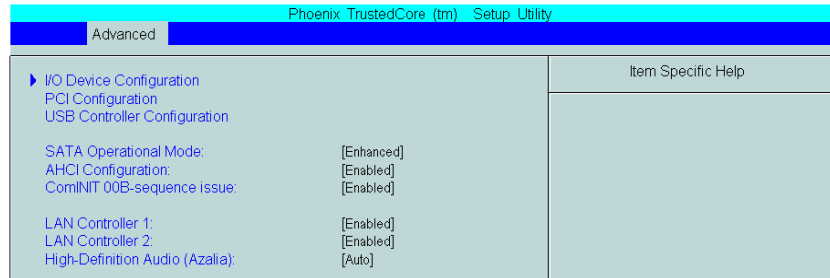 Phoenix TrustedCore (tm) Setup Utility
Advanced
Item Specific Help
I/O Device Configuration
PCI Configuration
USB Controller Configuration
SATA Operational Mode: [Enhanced]
AHCI Configuration: [Enabled]
ComINIT 00B-sequence issue: [Enabled]
LAN Controller 1: [Enabled]
LAN Controller 2: [Enabled]
High-Definition Audio (Azalia): [Auto]